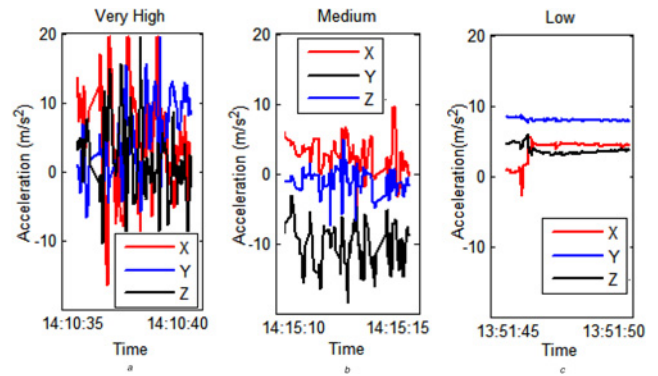 Very High
20
10
0
-10
Acceleration (m/s2)
X
Y
Z
14:10:35 14:10:40
Time
a
Medium
20
10
0
-10
Acceleration (m/s2)
X
Y
Z
14:15:10 14:15:15
Time
b
Low
20
10
0
-10
Acceleration(m/s2)
X
Y
Z
13:51:45 13:51:50
Time
c